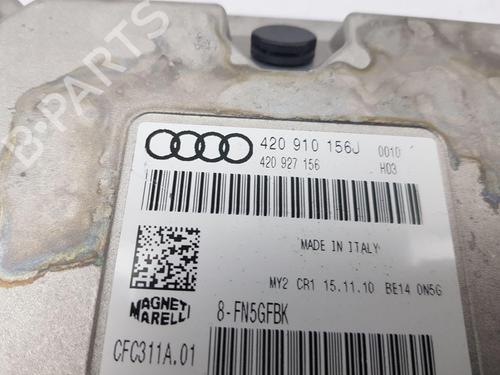 B-PARTS
420 910 156J 0010
420 927 156 H03
MADE IN ITALY
MY2 CR1 15.11.10 BE14 0N5G
MAGNETI MARELLI
8-FN5GFBK
CFC311A.01